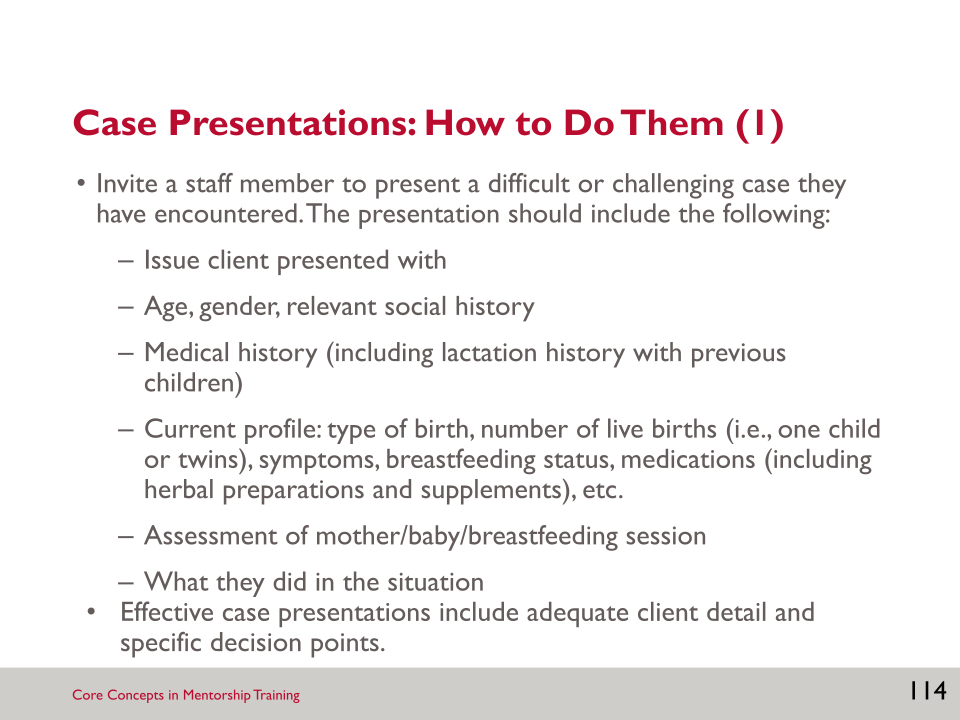 Case Presentations: How to Do Them (1)
• Invite a staff member to present a difficult or challenging case they
have encountered. The presentation should include the following:
– Issue client presented with
– Age, gender, relevant social history
– Medical history (including lactation history with previous
children)
– Current profile: type of birth, number of live births (i.e., one child
or twins), symptoms, breastfeeding status, medications (including
herbal preparations and supplements), etc.
– Assessment of mother/baby/breastfeeding session
– What they did in the situation
• Effective case presentations include adequate client detail and
specific decision points.
Core Concepts in Mentorship Training
114